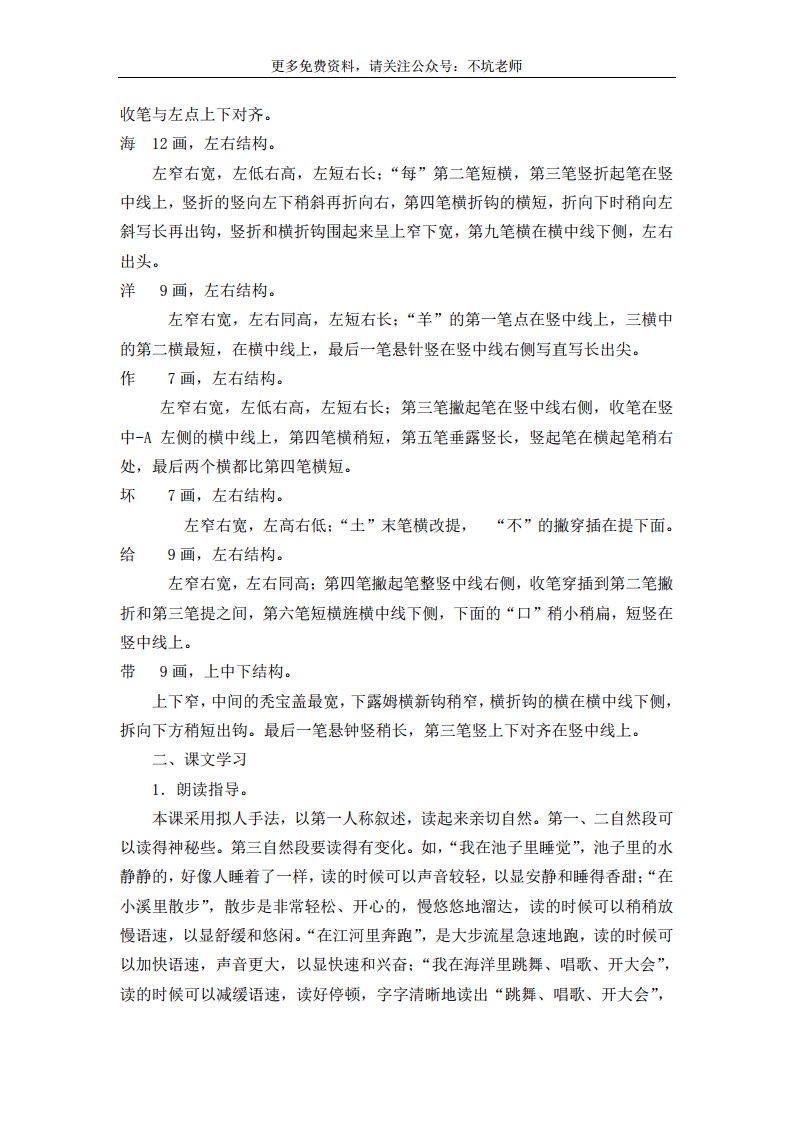 更多免费资料，请关注公众号：不坑老师
收笔与左点上下对齐。
海　12 画，左右结构。
左窄右宽，左低右高，左短右长；“每”第二笔短横，第三笔竖折起笔在竖
中线上，竖折的竖向左下稍斜再折向右，第四笔横折钩的横短，折向下时稍向左
斜写长再出钩，竖折和横折钩围起来呈上窄下宽，第九笔横在横中线下侧，左右
出头。
洋　 9 画，左右结构。
左窄右宽，左右同高，左短右长；“羊”的第一笔点在竖中线上，三横中
的第二横最短，在横中线上，最后一笔悬针竖在竖中线右侧写直写长出尖。
作　　7 画，左右结构。
左窄右宽，左低右高，左短右长；第三笔撇起笔在竖中线右侧，收笔在竖
中-A 左侧的横中线上，第四笔横稍短，第五笔垂露竖长，竖起笔在横起笔稍右
处，最后两个横都比第四笔横短。
坏　　7 画，左右结构。
左窄右宽，左高右低；“土”末笔横改提，　“不”的撇穿插在提下面。
给　　9 画，左右结构。
左窄右宽，左右同高；第四笔撇起笔整竖中线右侧，收笔穿插到第二笔撇
折和第三笔提之间，第六笔短横旌横中线下侧，下面的“口”稍小稍扁，短竖在
竖中线上。
带　 9 画，上中下结构。
上下窄，中间的秃宝盖最宽，下露姆横新钩稍窄，横折钩的横在横中线下侧，
拆向下方稍短出钩。最后一笔悬钟竖稍长，第三笔竖上下对齐在竖中线上。
二、课文学习
1．朗读指导。
本课采用拟人手法，以第一人称叙述，读起来亲切自然。第一、二自然段可
以读得神秘些。第三自然段要读得有变化。如，“我在池子里睡觉”，池子里的水
静静的，好像人睡着了一样，读的时候可以声音较轻，以显安静和睡得香甜；“在
小溪里散步”，散步是非常轻松、开心的，慢悠悠地溜达，读的时候可以稍稍放
慢语速，以显舒缓和悠闲。“在江河里奔跑”，是大步流星急速地跑，读的时候可
以加快语速，声音更大，以显快速和兴奋；“我在海洋里跳舞、唱歌、开大会”，
读的时候可以减缓语速，读好停顿，字字清晰地读出“跳舞、唱歌、开大会”，